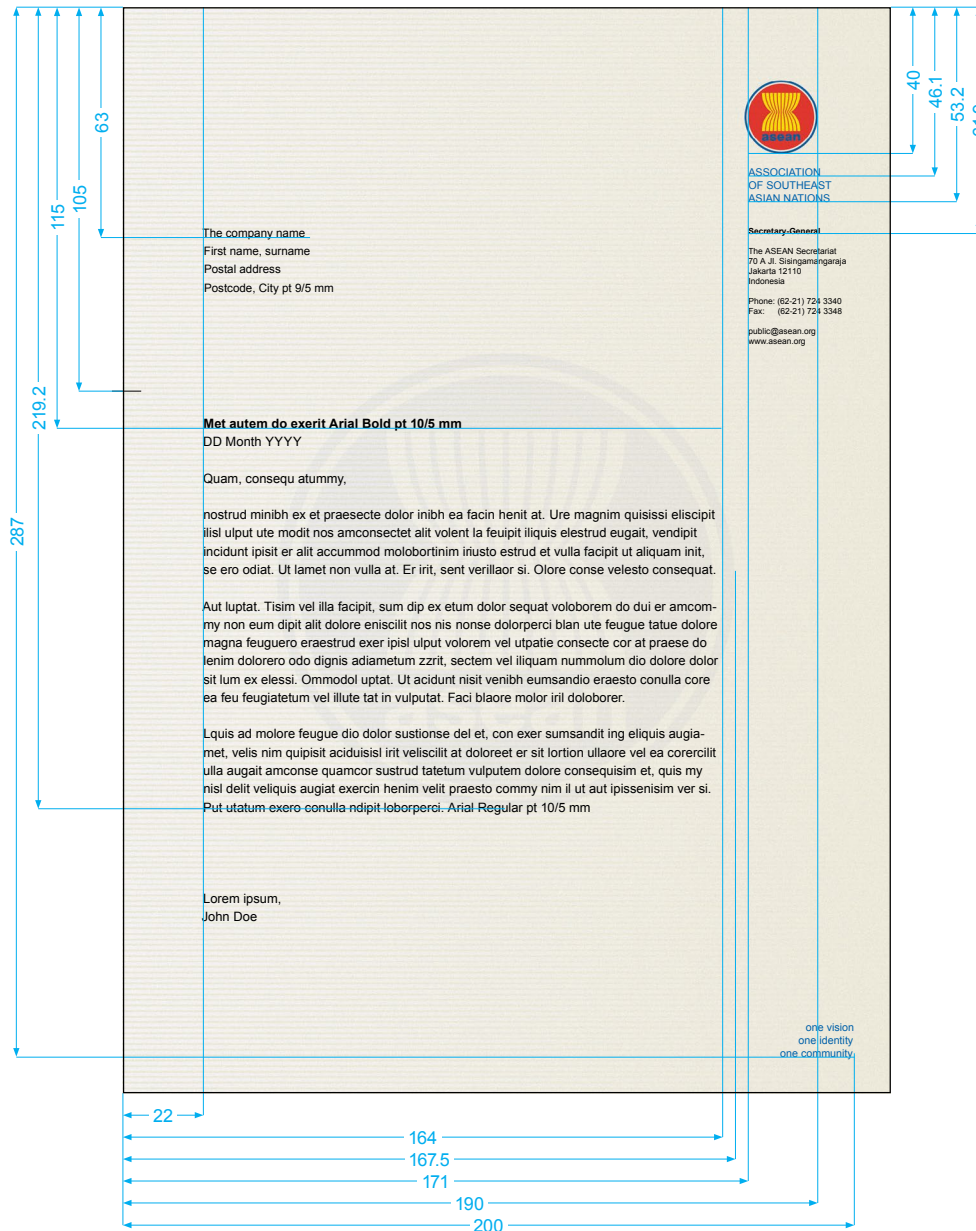 40
46.1
53.2
63
105
115
219.2
287
asean
ASSOCIATION
OF SOUTHEAST
ASIAN NATIONS
Secretary-General
The ASEAN Secretariat
70 A Jl. Sisingamangaraja
Jakarta 12110
Indonesia
Phone: (62-21) 724 3340
Fax: (62-21) 724 3348
public@asean.org
www.asean.org
The company name
First name, surname
Postal address
Postcode, City pt 9/5 mm
Met autem do exerit Arial Bold pt 10/5 mm
DD Month YYYY
Quam, consequ atummy,
nostrud minibh ex et praesecte dolor inibh ea facin henit at. Ure magnim quisissi eliscipit
ilisl ulput ute modit nos amconsectet alit volent la feuipit iliquis elestrud eugait, vendipit
incidunt ipisit er alit accummod molobortinim iriusto estrud et vulla facipit ut aliquam init,
se ero odiat. Ut lamet non vulla at. Er irit, sent verillaor si. Olore conse velesto consequat.
Aut luptat. Tisim vel illa facipit, sum dip ex etum dolor sequat voloborem do dui er amcom-
my non eum dipit alit dolore eniscilit nos nis nonse dolorperci blan ute feugue tatue dolore
magna feuguero eraestrud exer ipisl ulput volorem vel utpatie consecte cor at praese do
lenim dolorero odo dignis adiametum zzrit, sectem vel iliquam nummolum dio dolore dolor
sit lum ex elessi. Ommodol uptat. Ut acidunt nisit venibh eumsandio eraesto conulla core
ea feu feugiatetum vel illute tat in vulputat. Faci blaore molor iril doloborer.
asean
Lquis ad molore feugue dio dolor sustionse del et, con exer sumsandit ing eliquis augia-
met, velis nim quipisit aciduisisl irit veliscilit at doloreet er sit lortion ullaore vel ea corercilit
ulla augait amconse quamcor sustrud tatetum vulputem dolore consequisim et, quis my
nisl delit veliquis augiat exercin henim velit praesto commy nim il ut aut ipissenisim ver si.
Put utatum exero conulla ndipit loborperci. Arial Regular pt 10/5 mm
Lorem ipsum,
John Doe
one vision
one identity
one community
22
164
167.5
171
190
200